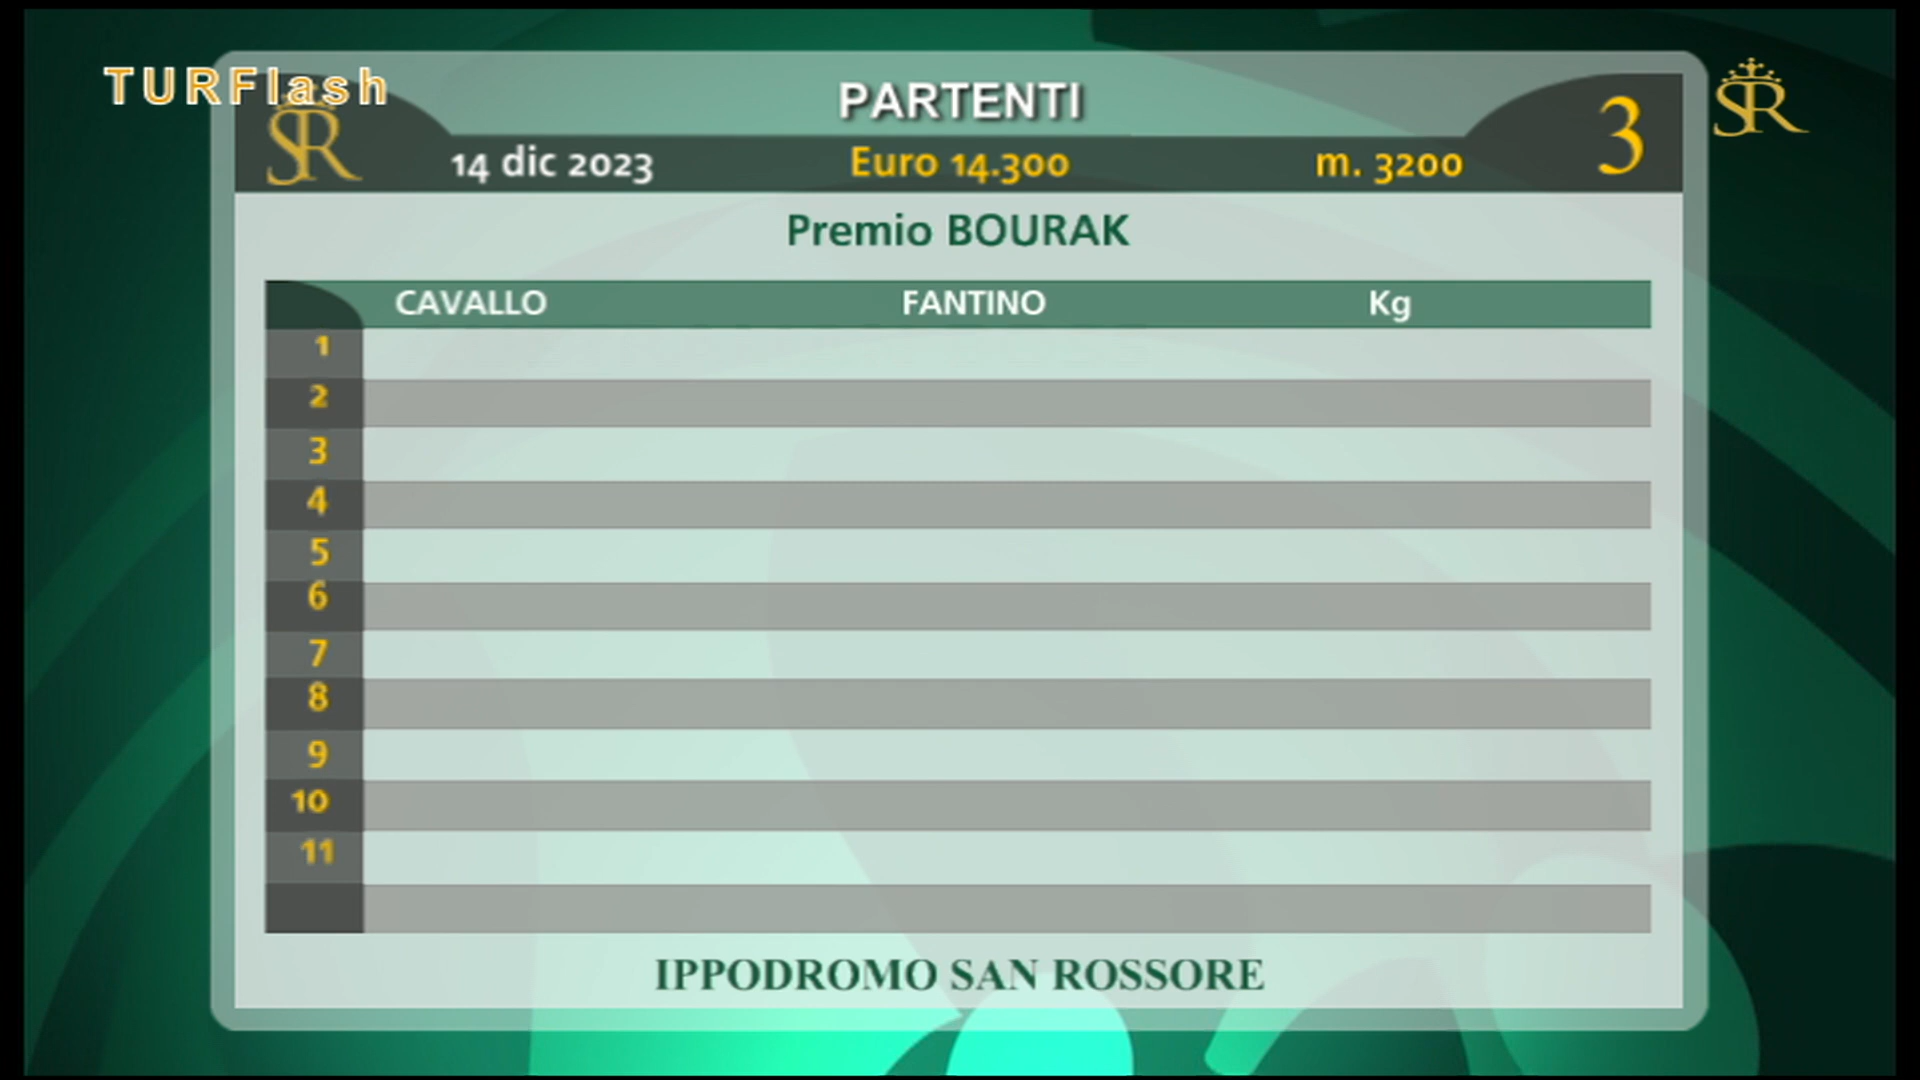 TURFlash
PARTENTI
SR
14 dic 2023 Euro 14.300 m. 3200 3
SR
Premio BOURAK
CAVALLO FANTINO Kg
1
2
3
4
5
6
7
8
9
10
11
IPPODROMO SAN ROSSORE